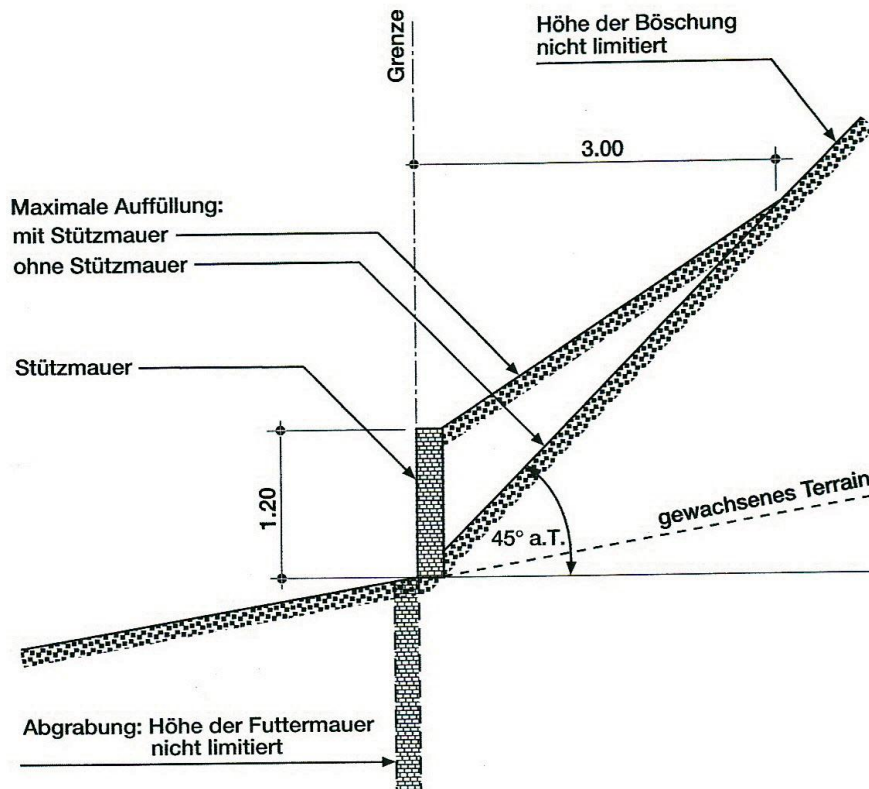 Grenze
Höhe der Böschung
nicht limitiert
3.00
Maximale Auffüllung:
mit Stützmauer
ohne Stützmauer
Stützmauer
1.20
gewachsenes Terrain
45° a.T.
Abgrabung: Höhe der Futtermauer
nicht limitiert